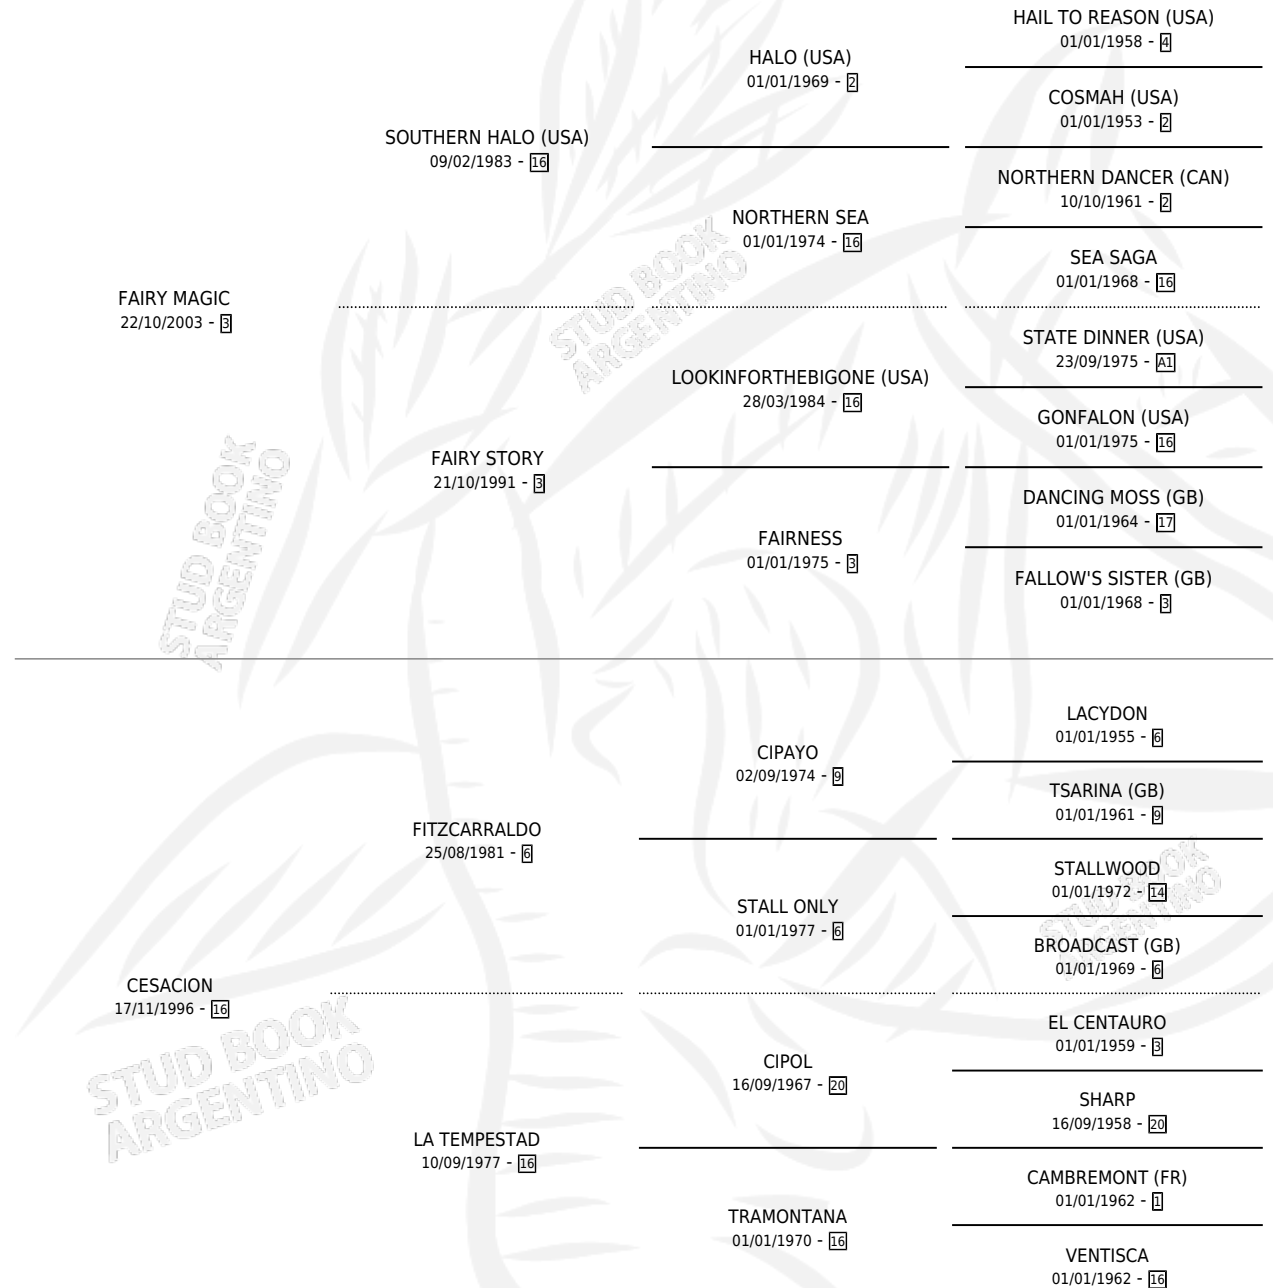 HAIL TO REASON (USA)
01/01/1958 - 4
HALO (USA)
01/01/1969 - 2
COSMAH (USA)
01/01/1953 - 2
SOUTHERN HALO (USA)
09/02/1983 - 16
NORTHERN DANCER (CAN)
10/10/1961 - 2
NORTHERN SEA
01/01/1974 - 16
SEA SAGA
01/01/1968 - 16
FAIRY MAGIC
22/10/2003 - 3
STATE DINNER (USA)
23/09/1975 - A1
LOOKINFORTHEBIGONE (USA)
28/03/1984 - 16
GONFALON (USA)
01/01/1975 - 16
FAIRY STORY
21/10/1991 - 3
DANCING MOSS (GB)
01/01/1964 - 17
FAIRNESS
01/01/1975 - 3
FALLOW'S SISTER (GB)
01/01/1968 - 3
STUD BOOK
ARGENTINO
STUD BOOK
ARGENTINO
LACYDON
01/01/1955 - 6
CIPAYO
02/09/1974 - 9
TSARINA (GB)
01/01/1961 - 9
FITZCARRALDO
25/08/1981 - 6
STALLWOOD
01/01/1972 - 14
STALL ONLY
01/01/1977 - 6
BROADCAST (GB)
01/01/1969 - 6
STUD BOOK
ARGENTINO
CESACION
17/11/1996 - 16
EL CENTAURO
01/01/1959 - 3
CIPOL
16/09/1967 - 20
SHARP
16/09/1958 - 20
STUD BOOK
ARGENTINO
LA TEMPESTAD
10/09/1977 - 16
CAMBREMONT (FR)
01/01/1962 - 1
TRAMONTANA
01/01/1970 - 16
VENTISCA
01/01/1962 - 16